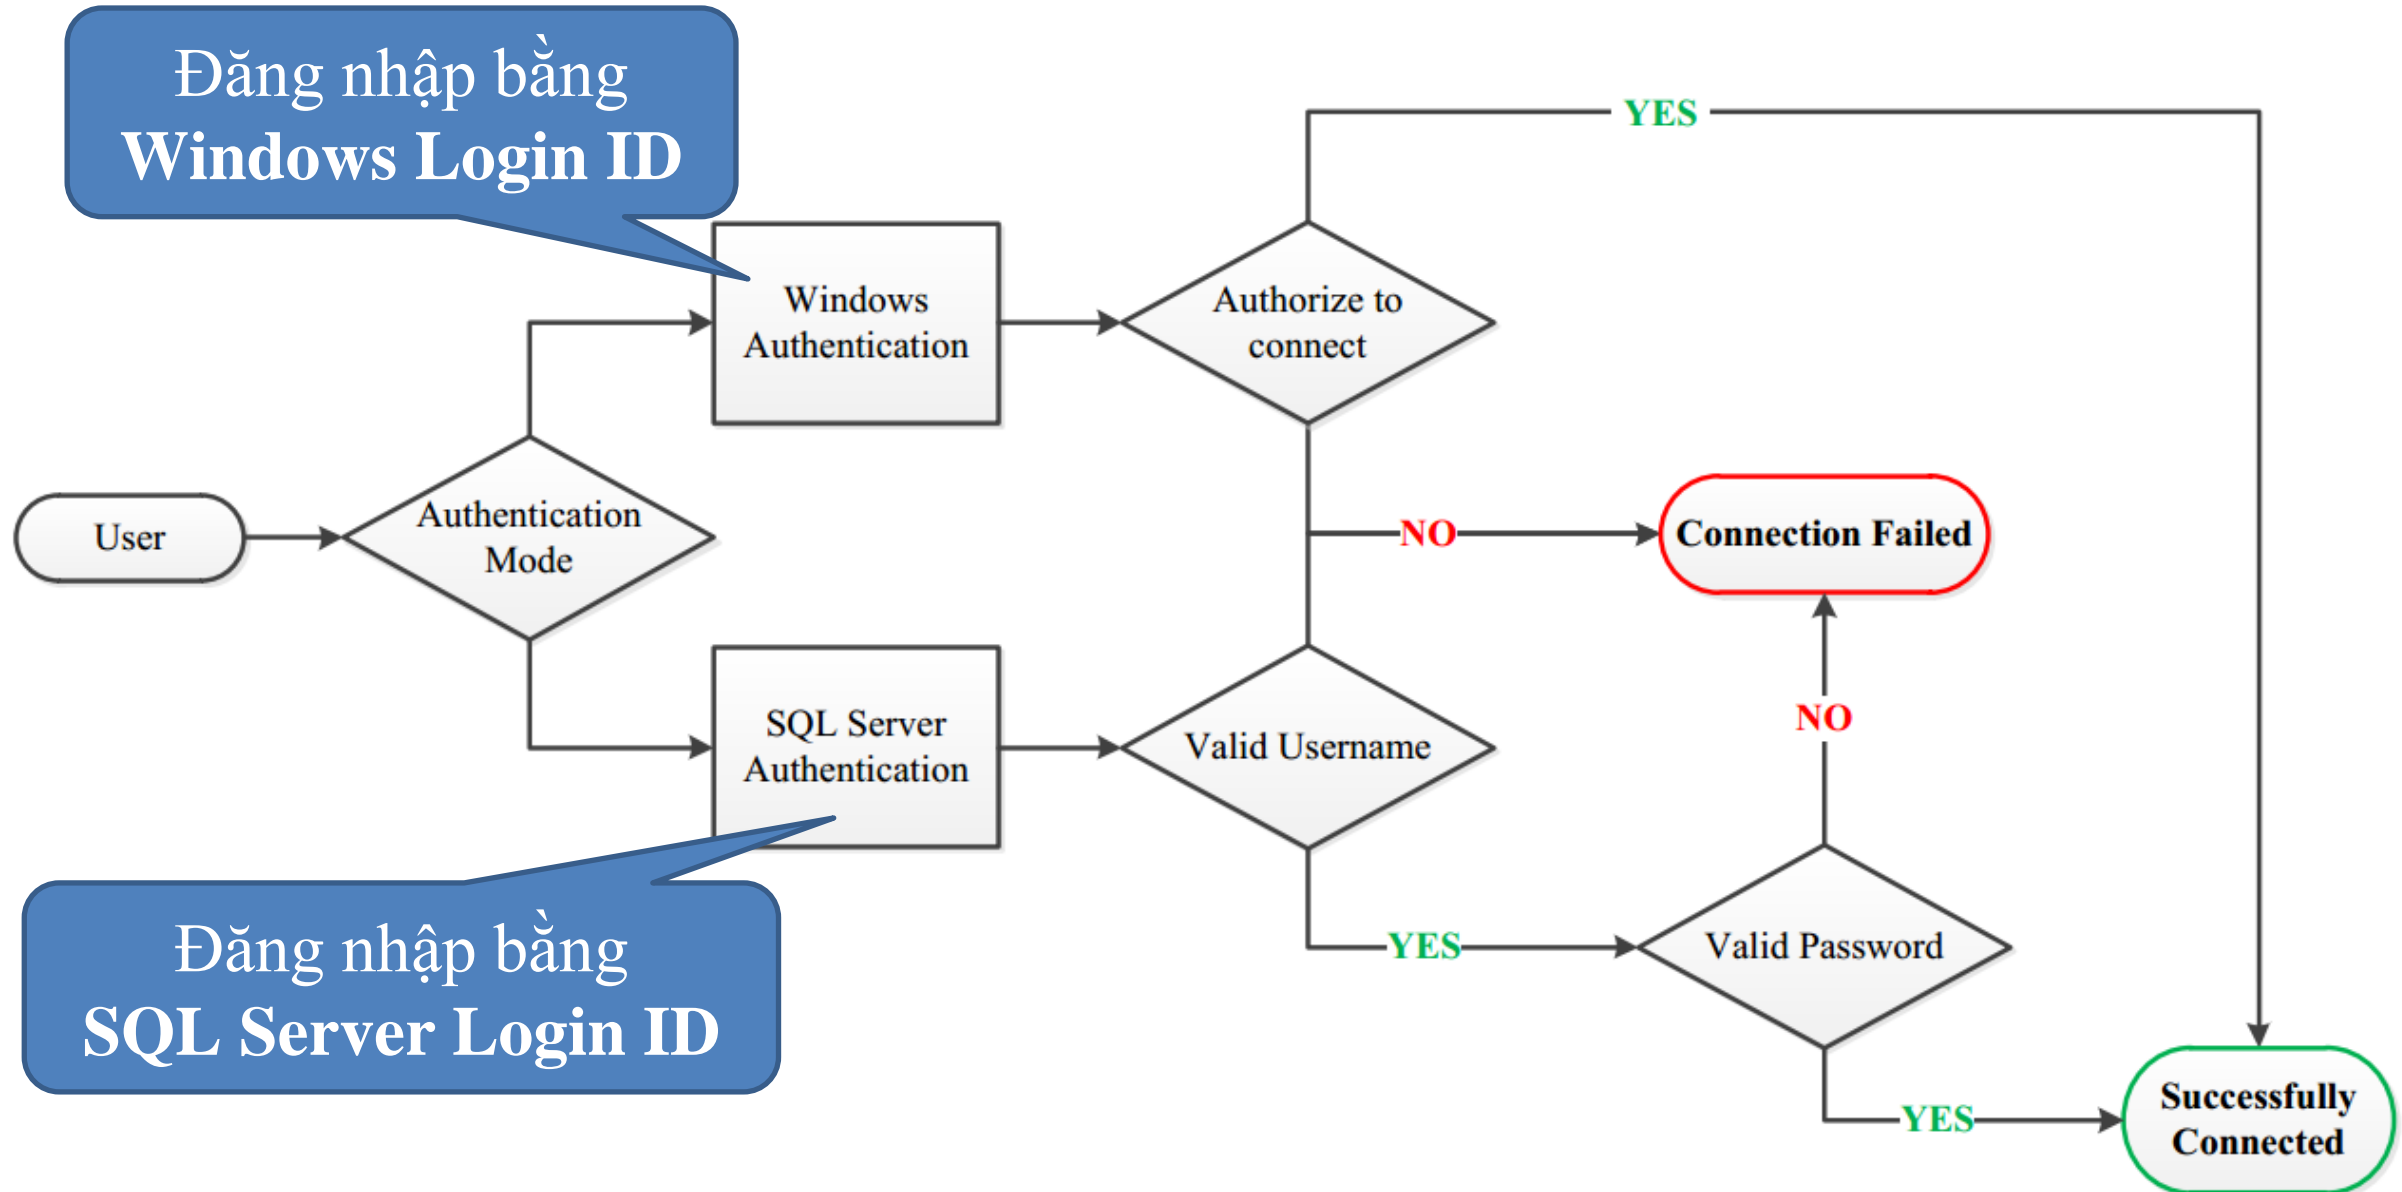 Đăng nhập bằng
Windows Login ID
YES
Windows
Authentication
Authorize to
connect
User
Authentication
Mode
NO
Connection Failed
SQL Server
Authentication
Valid Username
NO
YES
Valid Password
Đăng nhập bằng
SQL Server Login ID
YES
Successfully
Connected